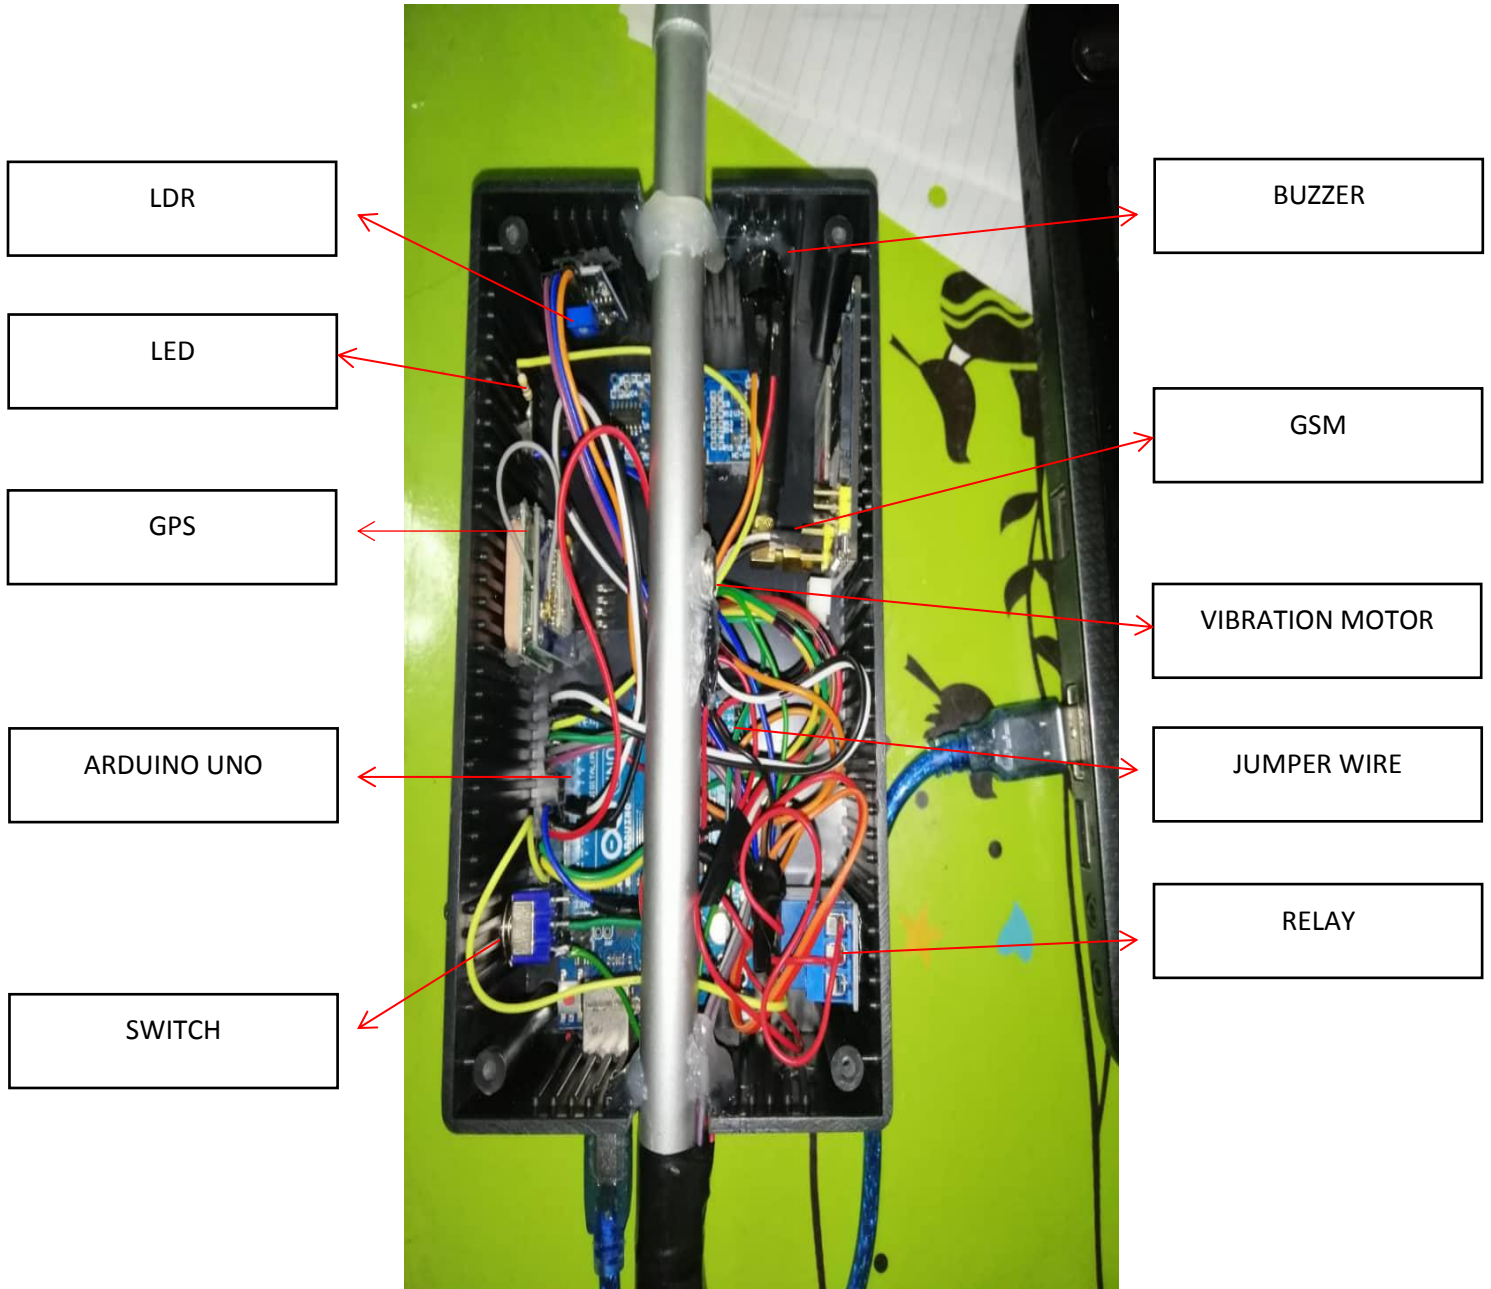 LDR
BUZZER
LED
GSM
GPS
VIBRATION MOTOR
ARDUINO UNO
JUMPER WIRE
RELAY
SWITCH